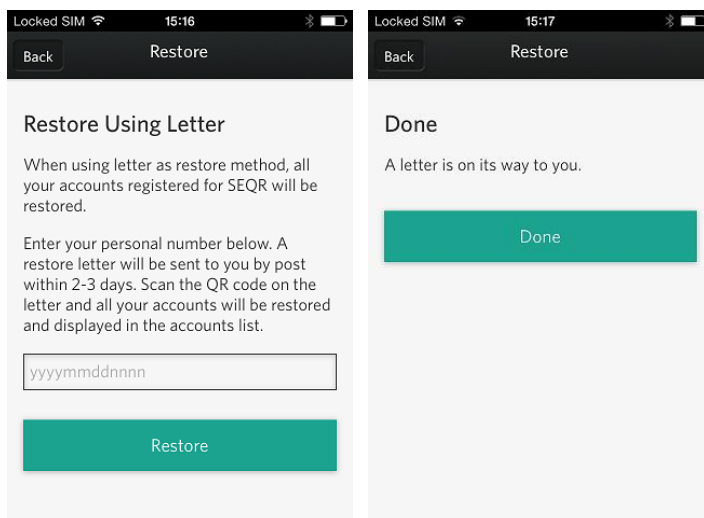 Locked SIM 15:16
Back Restore
Restore Using Letter
When using letter as restore method, all
your accounts registered for SEQR will be
restored.
Enter your personal number below. A
restore letter will be sent to you by post
within 2-3 days. Scan the QR code on the
letter and all your accounts will be restored
and displayed in the accounts list.
yyyymmddnnnn
Restore
Locked SIM 15:17
Back Restore
Done
A letter is on its way to you.
Done